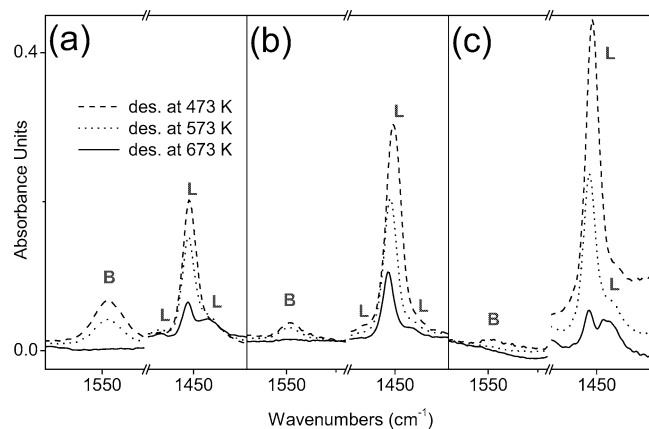 (a)
(b)
(c)
0.4
0.0
Absorbance Units
des. at 473 K
des. at 573 K
des. at 673 K
B
L
L
L
B
L
L
L
B
L
L
1550
1450
1550
1450
1550
1450
Wavenumbers (cm-1)